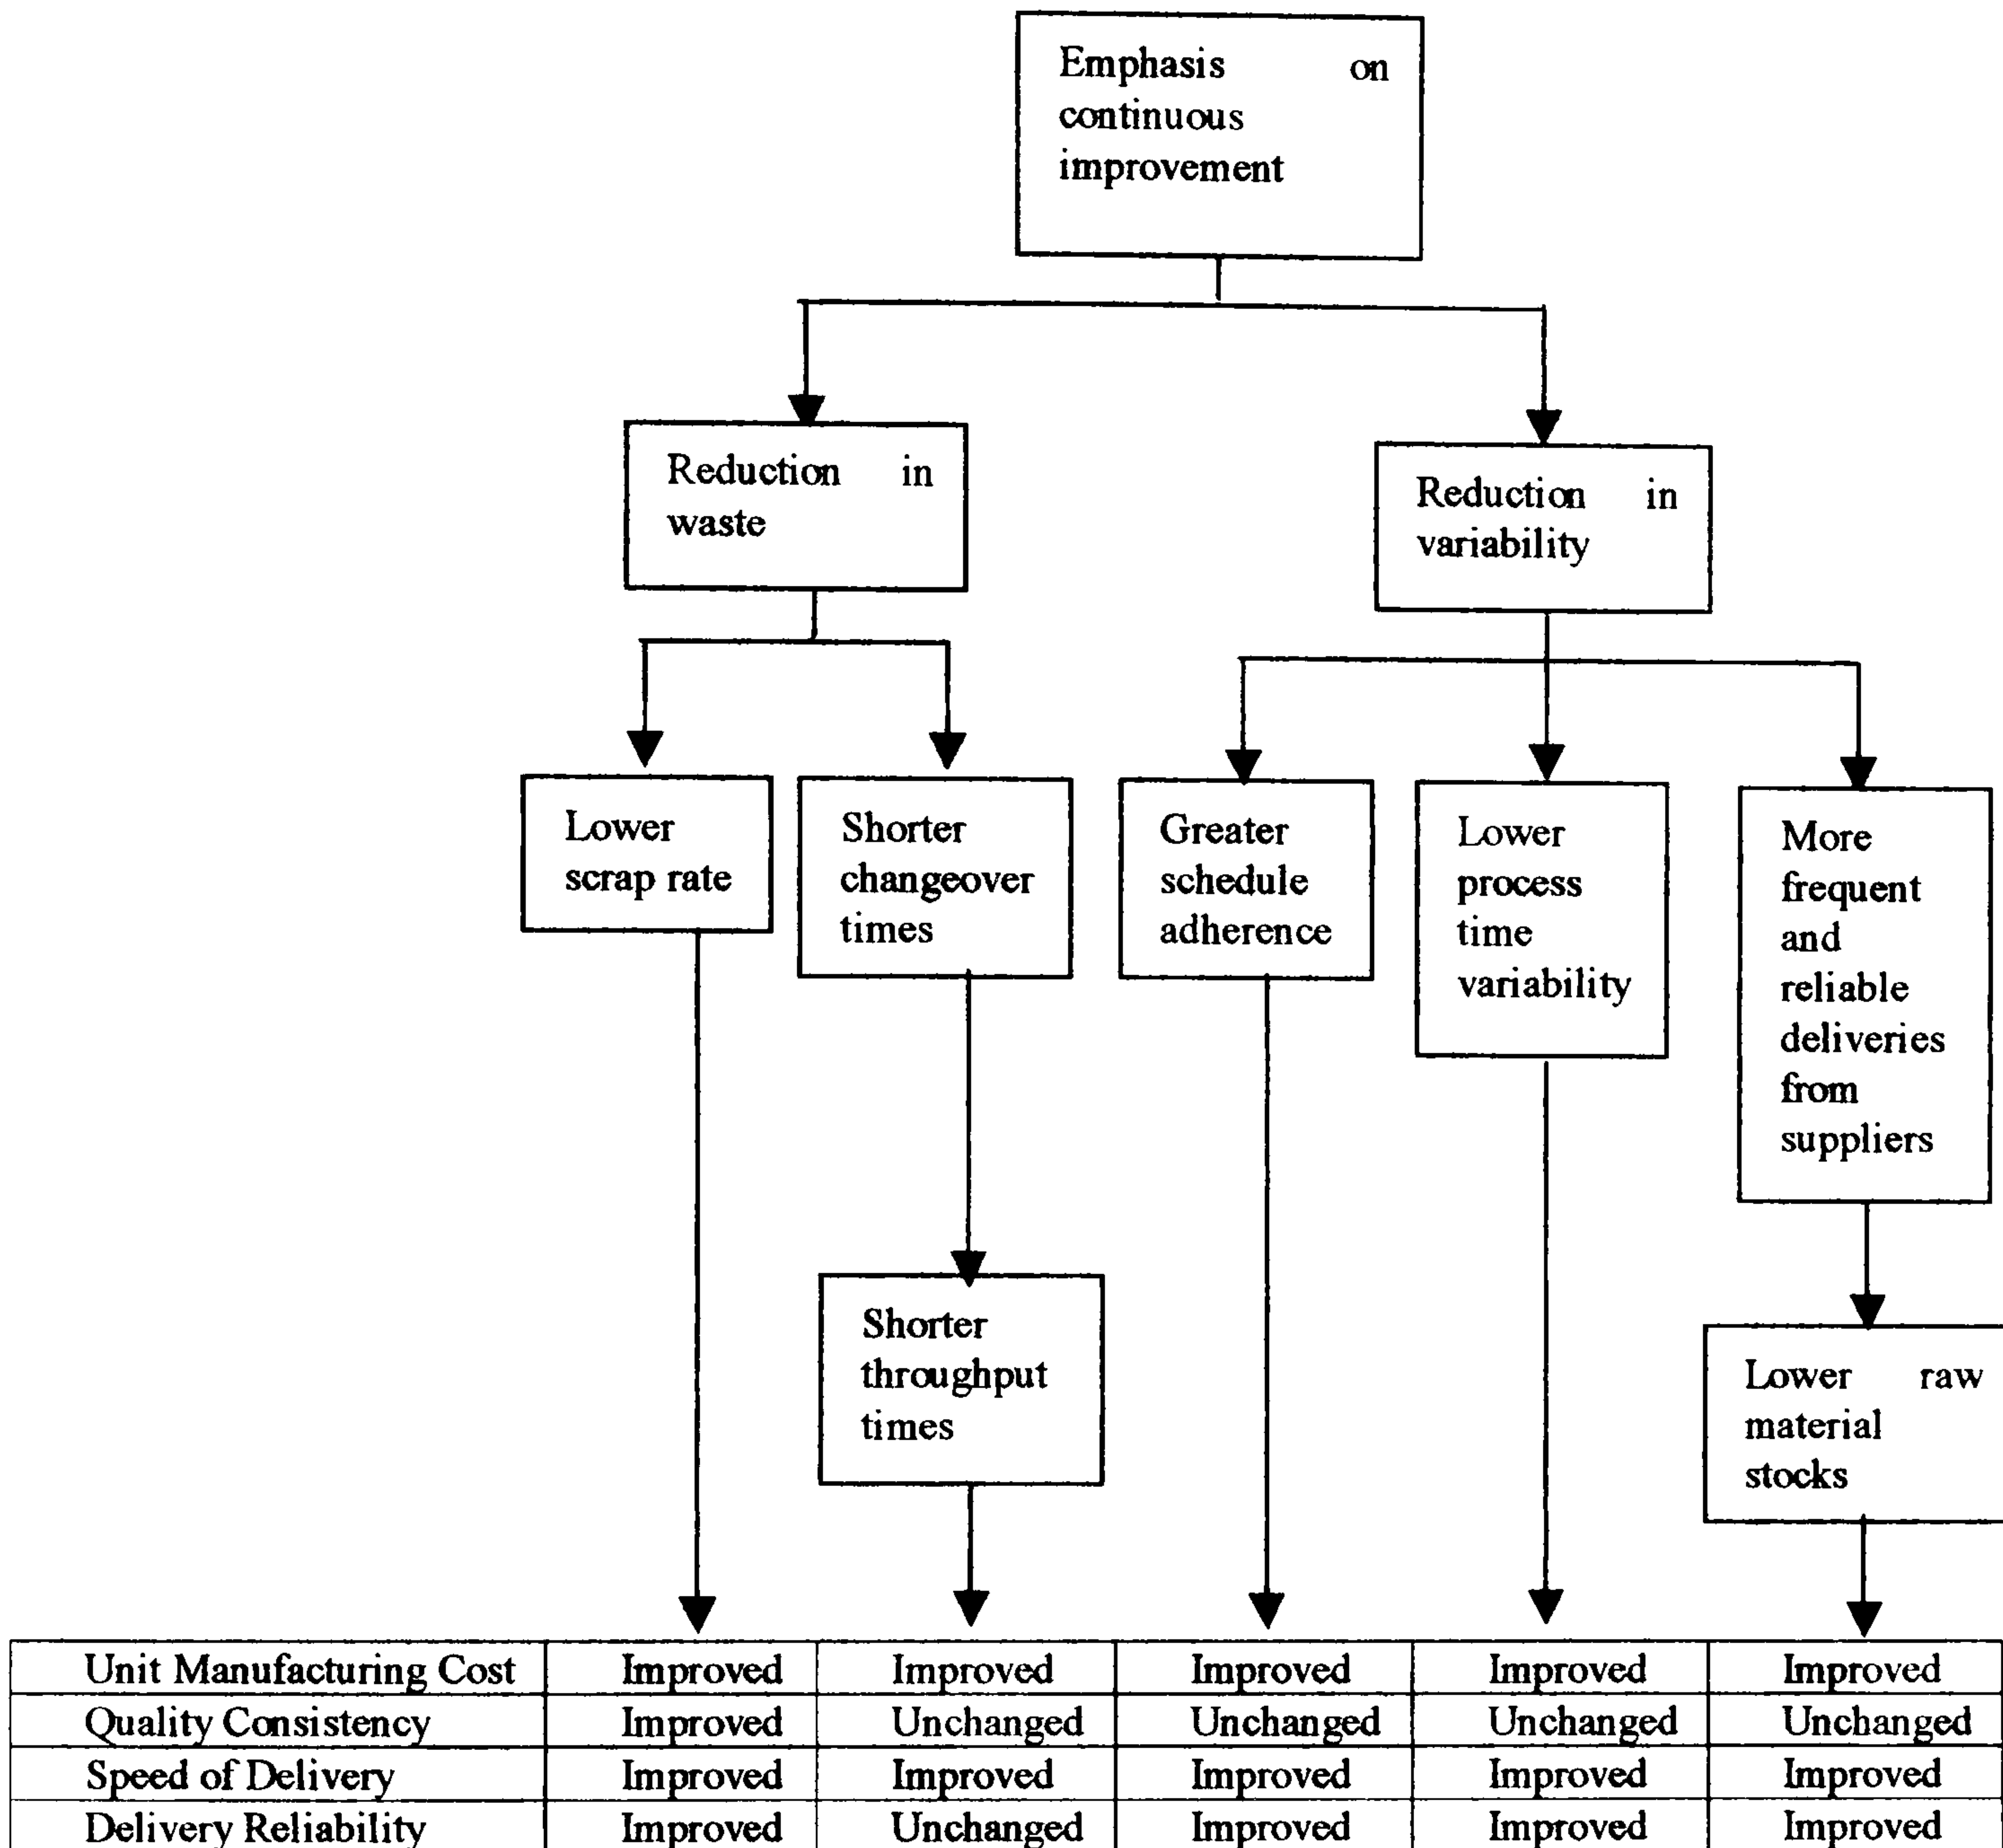 Emphasis on
continuous
improvement
Reduction in
waste
Reduction in
variability
Lower
scrap rate
Shorter
changeover
times
Greater
schedule
adherence
Lower
process
time
variability
More
frequent
and
reliable
deliveries
from
suppliers
Shorter
throughput
times
Lower raw
material
stocks
Unit Manufacturing Cost Improved Improved Improved Improved Improved
Quality Consistency Improved Unchanged Unchanged Unchanged Unchanged
Speed of Delivery Improved Improved Improved Improved Improved
Delivery Reliability Improved Unchanged Improved Improved Improved